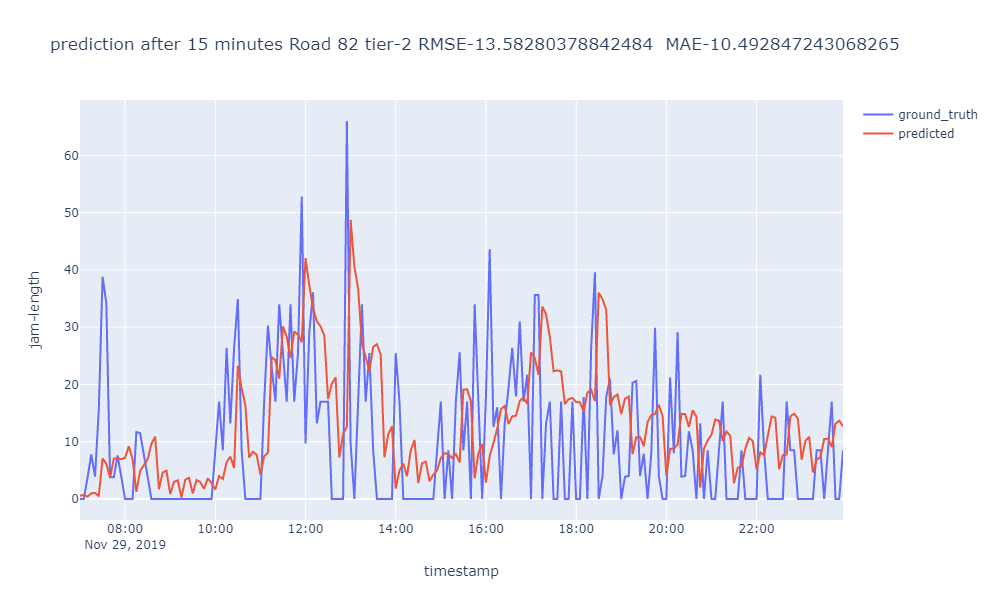 prediction after 15 minutes Road 82 tier-2 RMSE-13.58280378842484  MAE-10.492847243068265
ground_truth
predicted
60
50
40
30
20
10
0
jam-length
08:00 10:00 12:00 14:00 16:00 18:00 20:00 22:00
Nov 29, 2019
timestamp